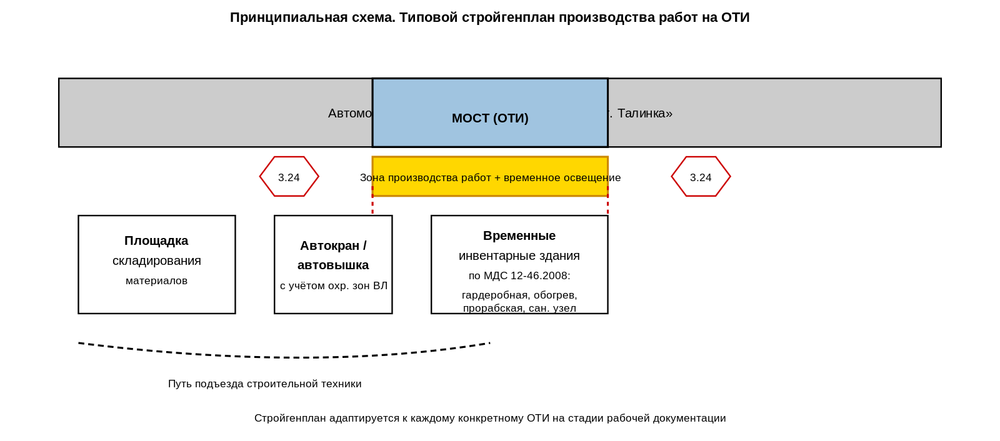 Принципиальная схема. Типовой стройгенплан производства работ на ОТИ
Автомо
МОСТ (ОТИ)
. Талинка»
3.24
Зона производства работ + временное освещение
3.24
Площадка
складирования
материалов
Автокран /
автовышка
с учётом охр. зон ВЛ
Временные
инвентарные здания
по МДС 12-46.2008:
гардеробная, обогрев,
прорабская, сан. узел
Путь подъезда строительной техники
Стройгенплан адаптируется к каждому конкретному ОТИ на стадии рабочей документации